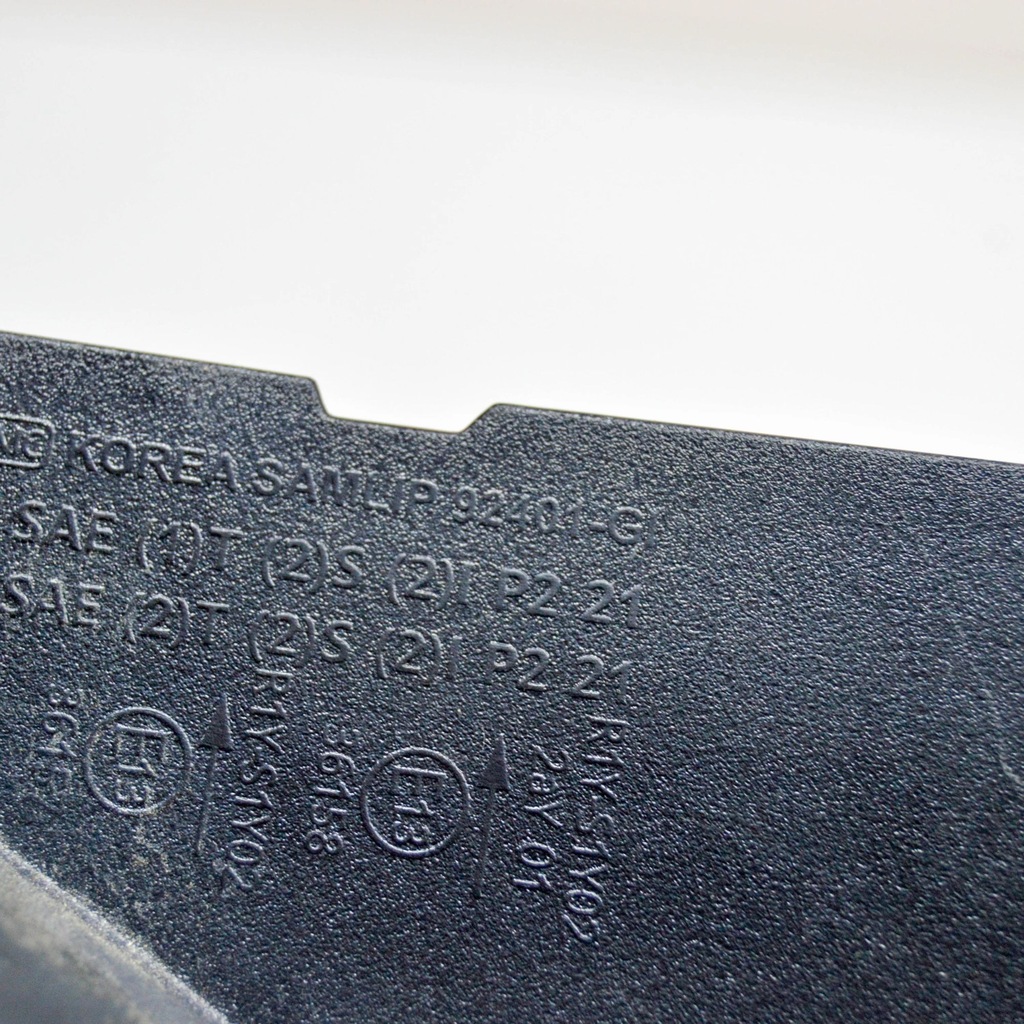 KOREA SAMLIP 92401-GI
SAE (1)T (2)S (2)I P2 21
SAE (2)T (2)S (2)I P2 21
E13
R1Y-S1Y02
36158
E13
2aY 01
R1Y-S1Y02